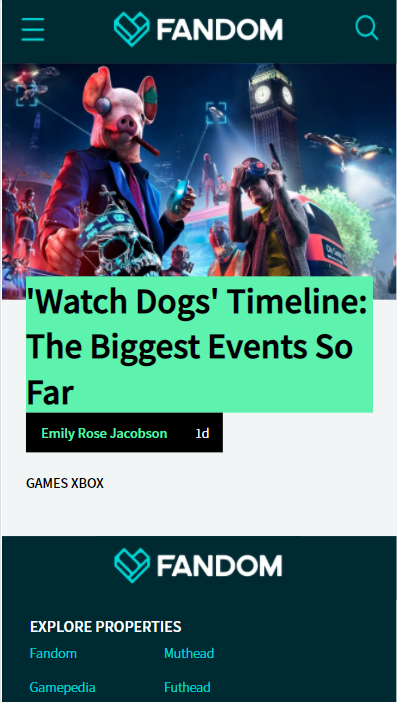 FANDOM
'Watch Dogs' Timeline:
The Biggest Events So
Far
Emily Rose Jacobson 1d
GAMES XBOX
FANDOM
EXPLORE PROPERTIES
Fandom Muthead
Gamepedia Futhead